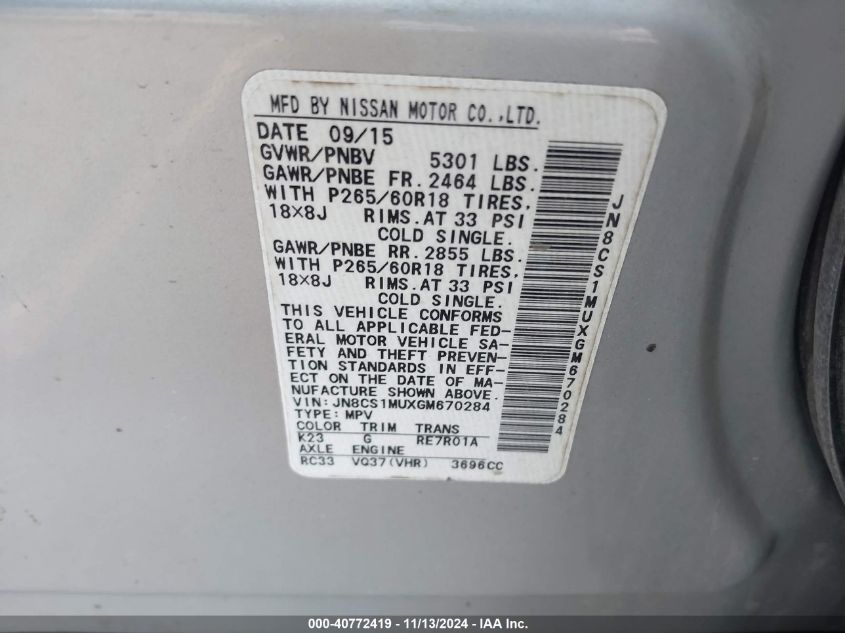 MFD BY NISSAN MOTOR CO.,LTD.
DATE 09/15
GVWR/PNBV 5301 LBS.
GAWR/PNBE FR. 2464 LBS.
WITH P265/60R18 TIRES.
18×8J RIMS. AT 33 PSI
COLD SINGLE.
GAWR/PNBE RR. 2855 LBS.
WITH P265/60R18 TIRES.
18×8J RIMS. AT 33 PSI
COLD SINGLE.
THIS VEHICLE CONFORMS
TO ALL APPLICABLE FED-
ERAL MOTOR VEHICLE SA-
FETY AND THEFT PREVEN-
TION STANDARDS IN EFF-
ECT ON THE DATE OF MA-
NUFACTURE SHOWN ABOVE.
VIN: JN8CS1MUXGM670284
TYPE: MPV
COLOR TRIM TRANS
K23 G RE7R01A
AXLE ENGINE
RC33 VQ37(VHR) 3696CC
JN8CS1MUXGM670284
000-40772419 - 11/13/2024 - IAA Inc.